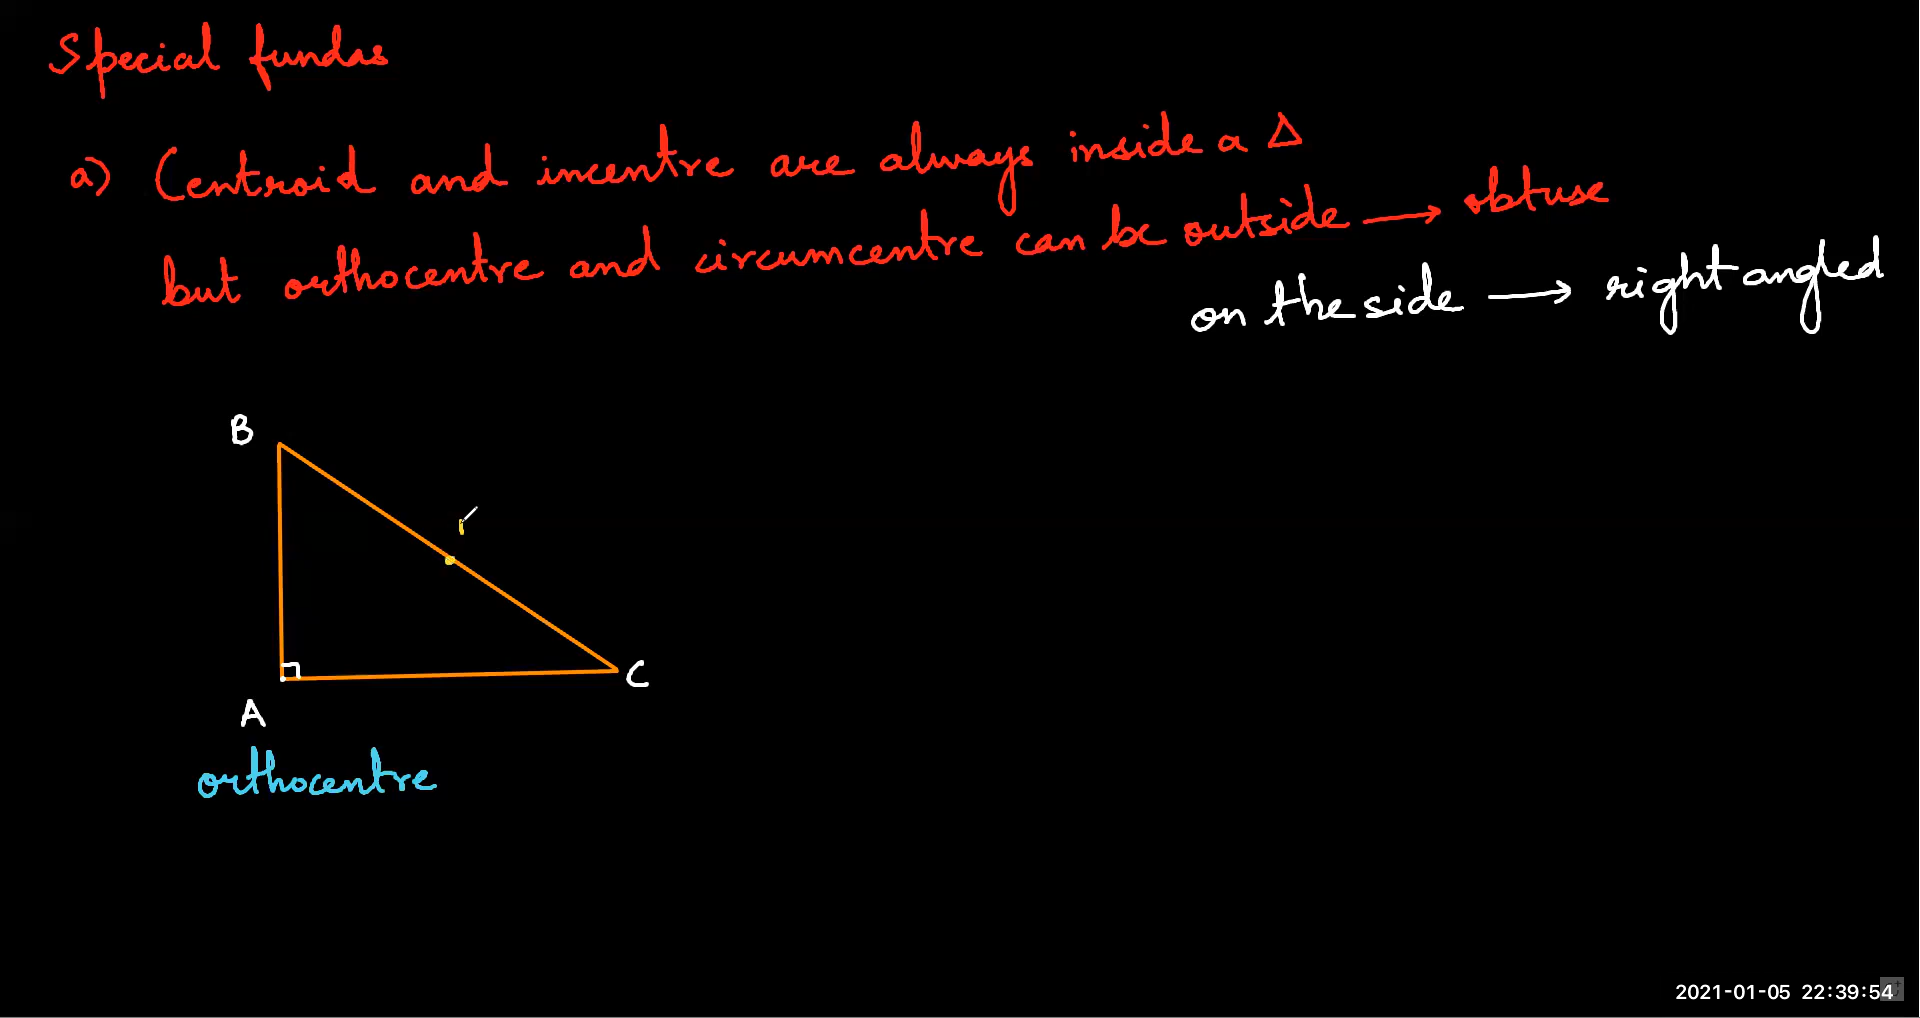 Special fundas
a) Centroid and incentre are always inside a Δ
but orthocentre and circumcentre can be outside → obtuse
on the side → right angled
B
C
A
orthocentre
2021-01-05 22:39:54